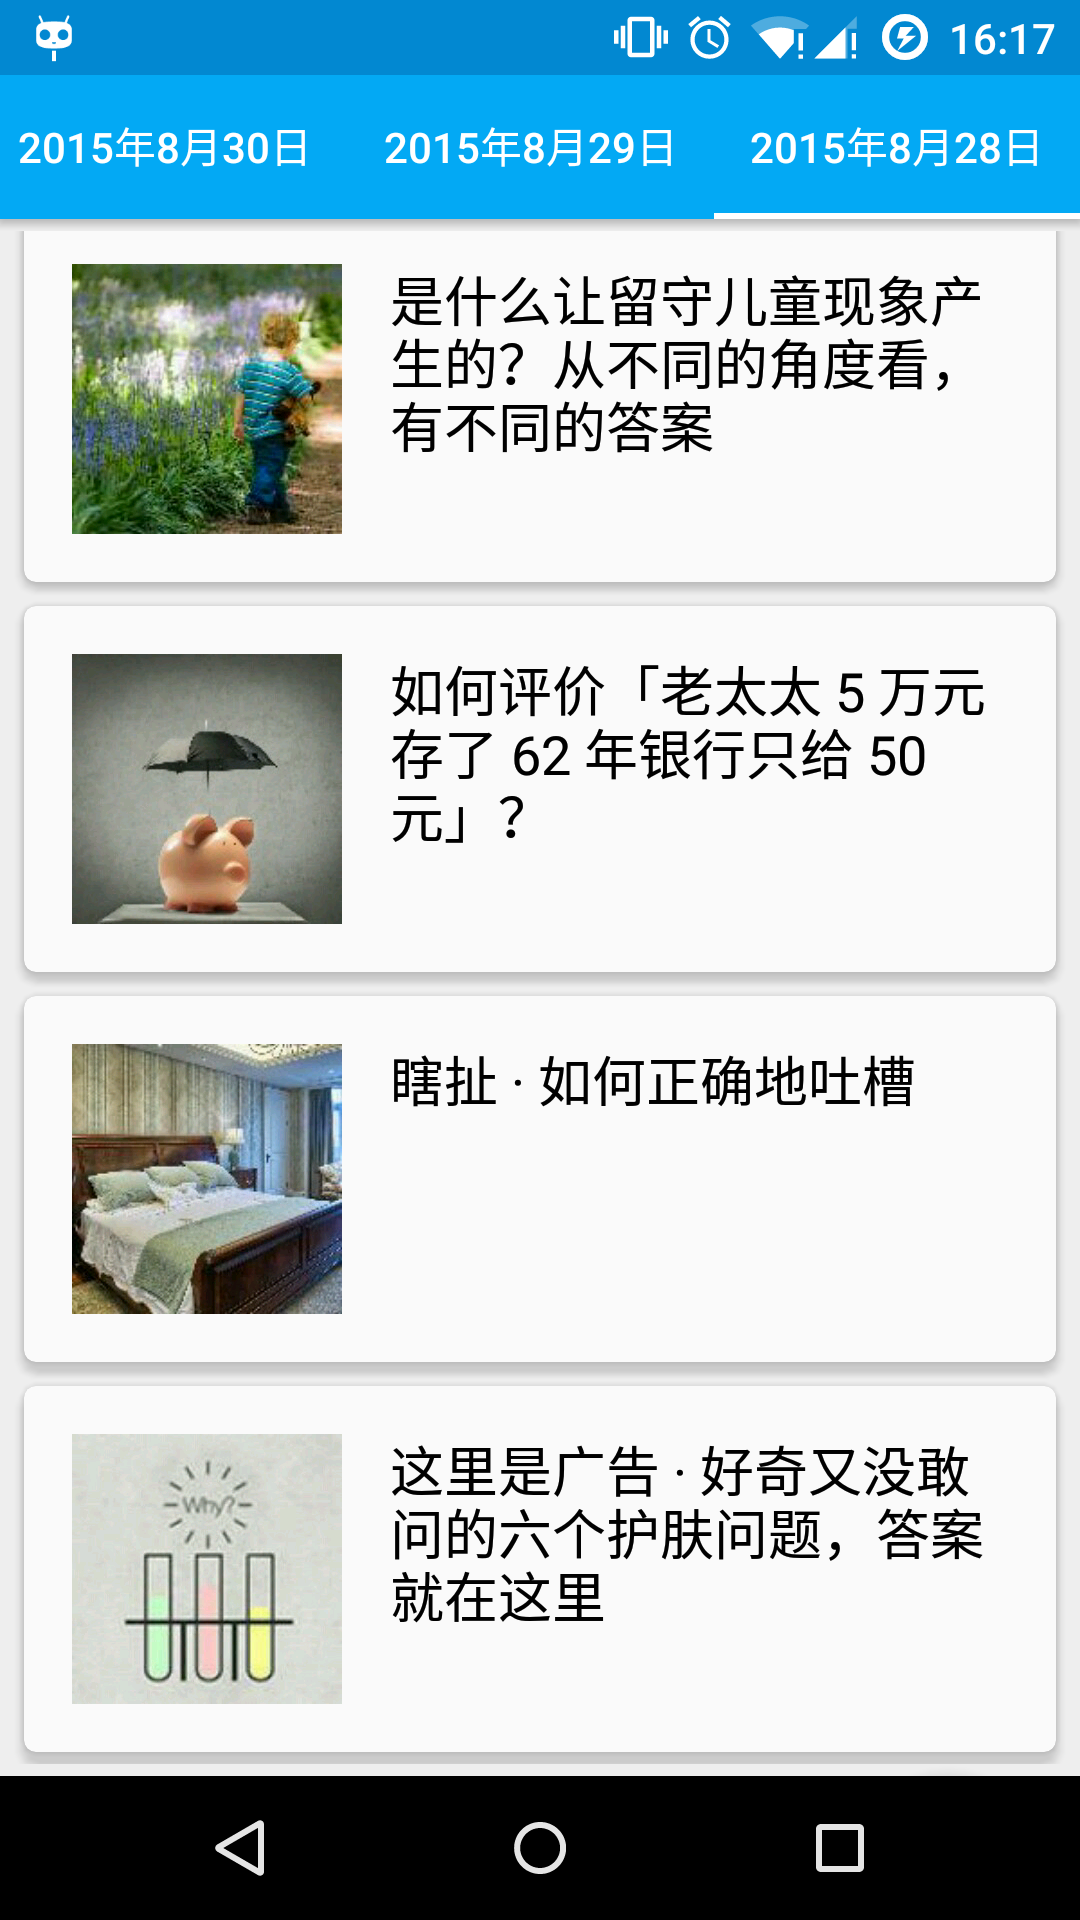 16:17
2015年8月30日
2015年8月29日
2015年8月28日
是什么让留守儿童现象产
生的？从不同的角度看，
有不同的答案
如何评价「老太太 5 万元
存了 62 年银行只给 50
元」？
瞎扯 · 如何正确地吐槽
Why?
这里是广告 · 好奇又没敢
问的六个护肤问题，答案
就在这里